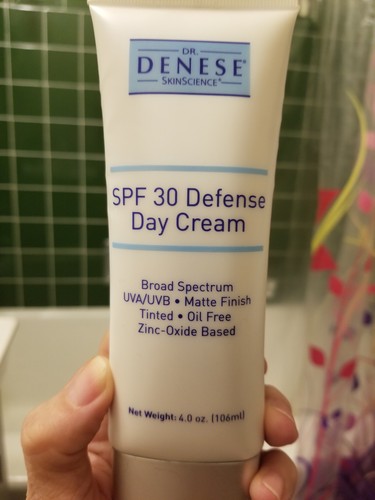 DR.
DENESE®
SKINSCIENCE®
SPF 30 Defense
Day Cream
Broad Spectrum
UVA/UVB • Matte Finish
Tinted • Oil Free
Zinc-Oxide Based
Net Weight: 4.0 oz. (106ml)